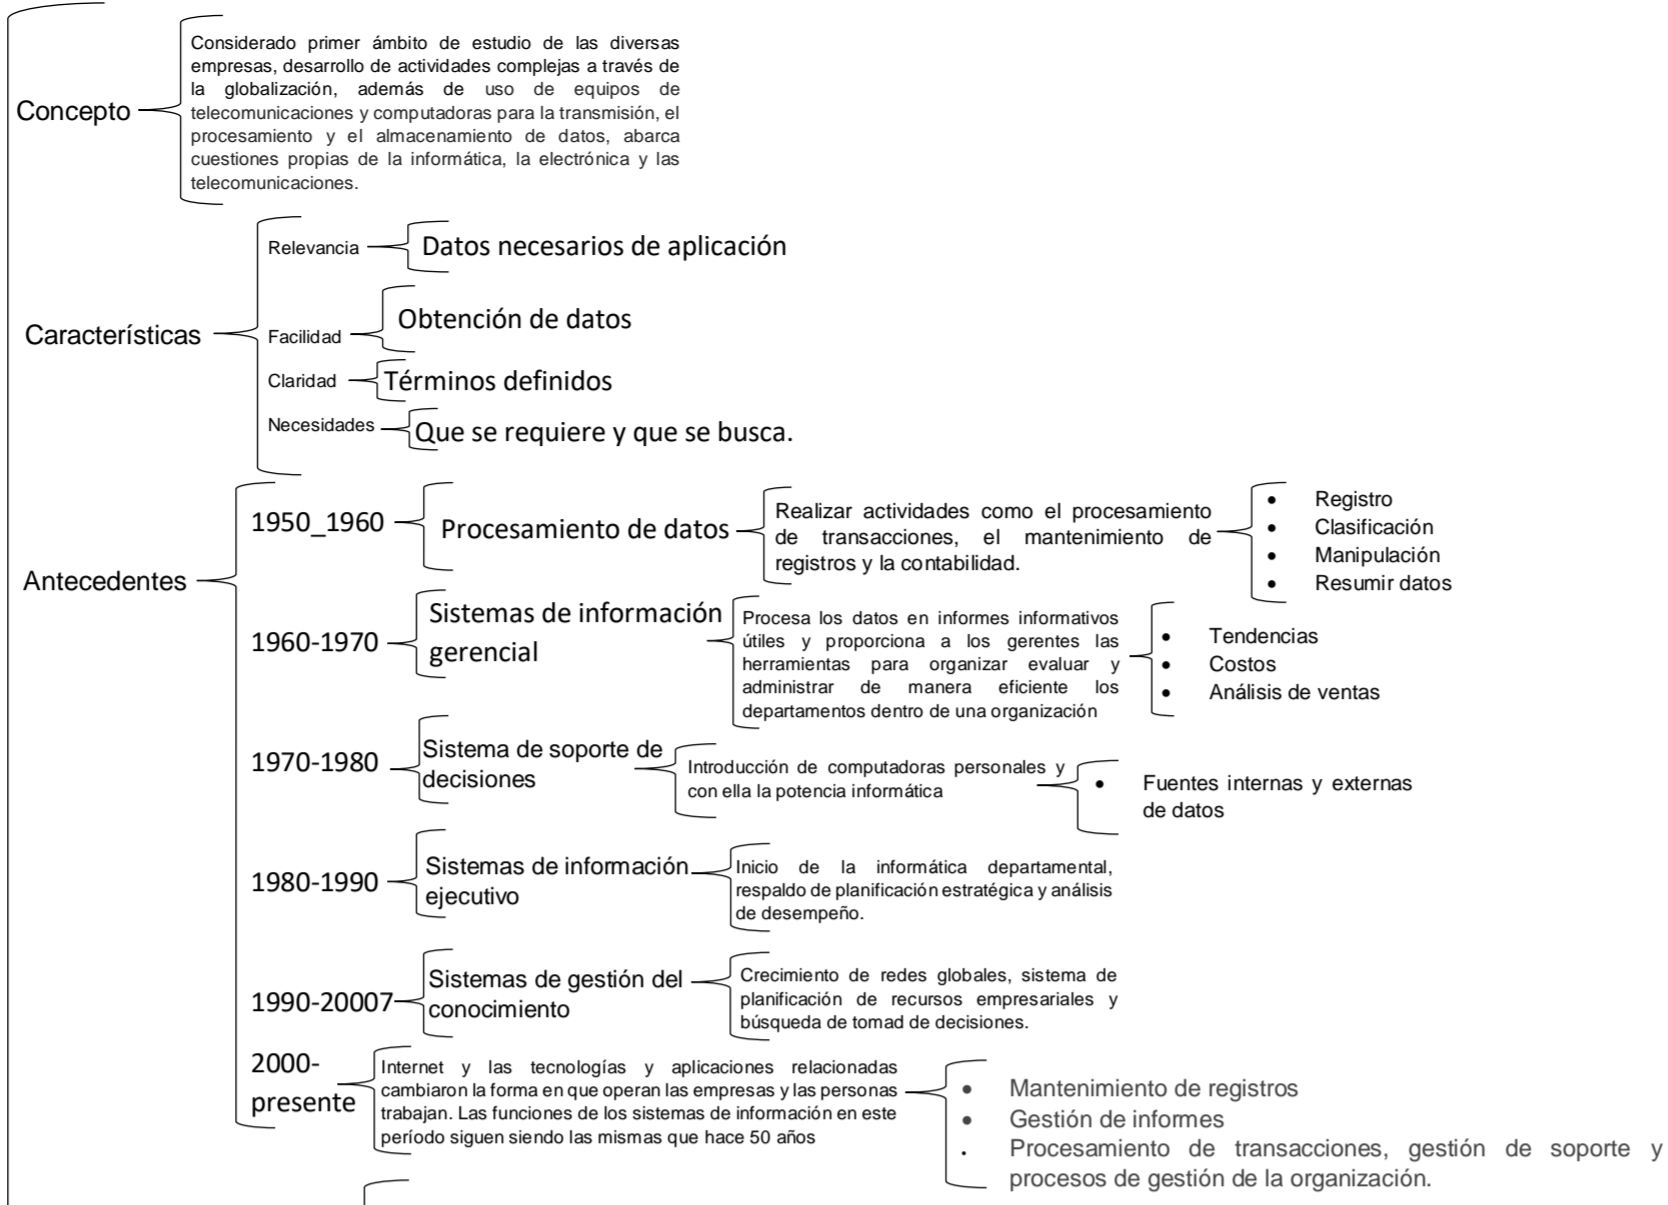 Concepto
Considerado primer ámbito de estudio de las diversas
empresas, desarrollo de actividades complejas a través de
la globalización, además de uso de equipos de
telecomunicaciones y computadoras para la transmisión, el
procesamiento y el almacenamiento de datos, abarca
cuestiones propias de la informática, la electrónica y las
telecomunicaciones.
Característicias
Relevancia
Datos necesarios de aplicación
Facilidad
Obtención de datos
Claridad
Términos definidos
Necesidades
Que se requiere y que se busca.
Antecedentes
1950_1960
Procesamiento de datos
Realizar actividades como el procesamiento
de transacciones, el mantenimiento de
registros y la contabilidad.
• Registro
• Clasificación
• Manipulación
• Resumir datos
1960-1970
Sistemas de información
gerencial
Procesa los datos en informes informativos
útiles y proporciona a los gerentes las
herramientas para organizar evaluar y
administrar de manera eficiente los
departamentos dentro de una organización
• Tendencias
• Costos
• Análisis de ventas
1970-1980
Sistema de soporte de
decisiones
Introducción de computadoras personales y
con ella la potencia informática
• Fuentes internas y externas
de datos
1980-1990
Sistemas de información
ejecutivo
Inicio de la informática departamental,
respaldo de planificación estratégica y análisis
de desempeño.
1990-20007
Sistemas de gestión del
conocimiento
Crecimiento de redes globales, sistema de
planificación de recursos empresariales y
búsqueda de tomad de decisiones.
2000-
presente
Internet y las tecnologías y aplicaciones relacionadas
cambiaron la forma en que operan las empresas y las personas
trabajan. Las funciones de los sistemas de información en este
período siguen siendo las mismas que hace 50 años
• Mantenimiento de registros
• Gestión de informes
• Procesamiento de transacciones, gestión de soporte y
procesos de gestión de la organización.